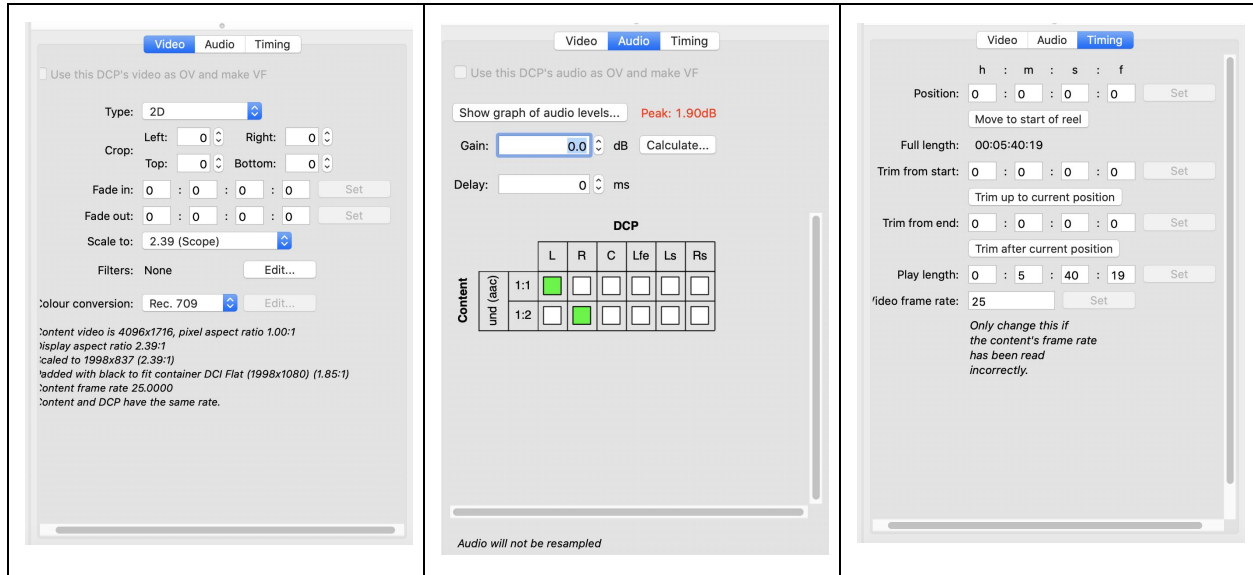 Video Audio Timing
Use this DCP's video as OV and make VF
Type: 2D
Crop: Left: 0 Right: 0
Top: 0 Bottom: 0
Fade in: 0 : 0 : 0 : 0 Set
Fade out: 0 : 0 : 0 : 0 Set
Scale to: 2.39 (Scope)
Filters: None Edit...
Colour conversion: Rec. 709 Edit...
Content video is 4096x1716, pixel aspect ratio 1.00:1
Display aspect ratio 2.39:1
Scaled to 1998x837 (2.39:1)
Padded with black to fit container DCI Flat (1998x1080) (1.85:1)
Content frame rate 25.0000
Content and DCP have the same rate.
Video Audio Timing
Use this DCP's audio as OV and make VF
Show graph of audio levels... Peak: 1.90dB
Gain: 0.0 dB Calculate...
Delay: 0 ms
DCP
L R C Lfe Ls Rs
Content
und (aac)
1:1
1:2
Audio will not be resampled
Video Audio Timing
h : m : s : f
Position: 0 : 0 : 0 : 0 Set
Move to start of reel
Full length: 00:05:40:19
Trim from start: 0 : 0 : 0 : 0 Set
Trim up to current position
Trim from end: 0 : 0 : 0 : 0 Set
Trim after current position
Play length: 0 : 5 : 40 : 19 Set
Video frame rate: 25 Set
Only change this if
the content's frame rate
has been read
incorrectly.